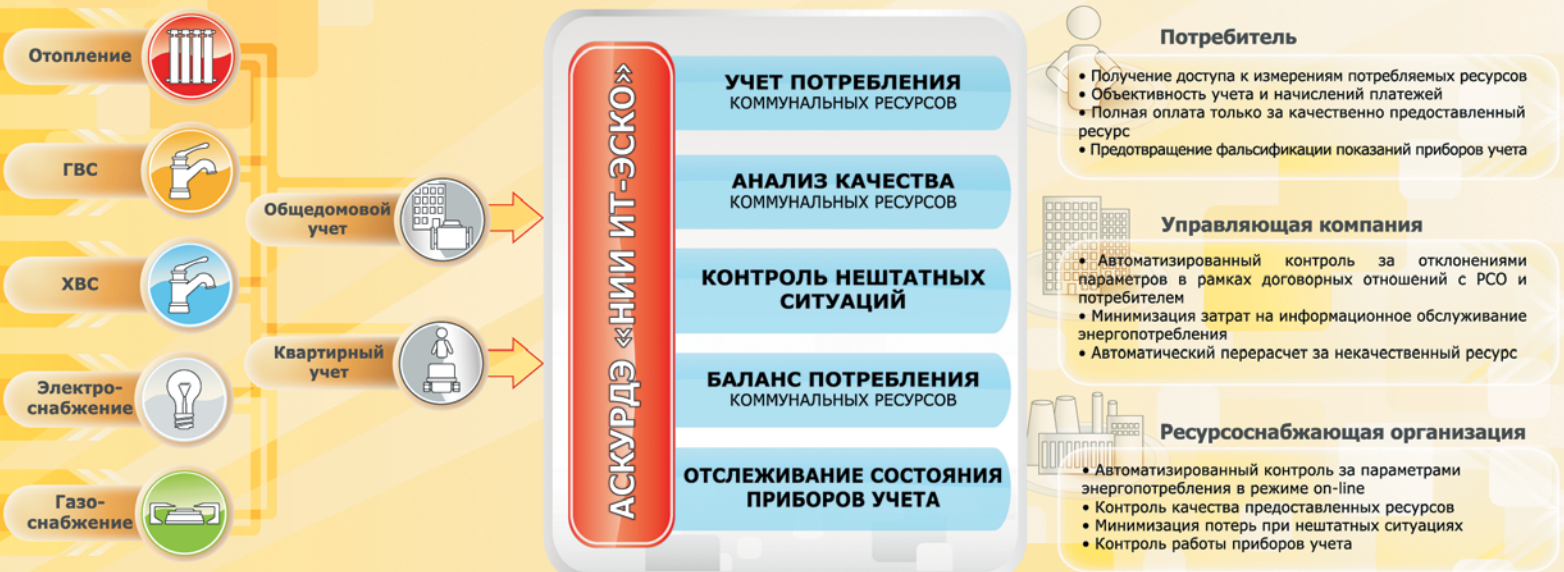 Отопление
ГВС
ХВС
Электро-
снабжение
Газо-
снабжение
Общедомовой
учет
Квартирный
учет
АСКУРДЭ «НИИ ИТ-ЭСКО»
УЧЕТ ПОТРЕБЛЕНИЯ
КОММУНАЛЬНЫХ РЕСУРСОВ
АНАЛИЗ КАЧЕСТВА
КОММУНАЛЬНЫХ РЕСУРСОВ
КОНТРОЛЬ НЕШТАТНЫХ
СИТУАЦИЙ
БАЛАНС ПОТРЕБЛЕНИЯ
КОММУНАЛЬНЫХ РЕСУРСОВ
ОТСЛЕЖИВАНИЕ СОСТОЯНИЯ
ПРИБОРОВ УЧЕТА
Потребитель
• Получение доступа к измерениям потребляемых ресурсов
• Объективность учета и начислений платежей
• Полная оплата только за качественно предоставленный
ресурс
• Предотвращение фальсификации показаний приборов учета
Управляющая компания
• Автоматизированный контроль за отклонениями
параметров в рамках договорных отношений с РСО и
потребителем
• Минимизация затрат на информационное обслуживание
энергопотребления
• Автоматический перерасчет за некачественный ресурс
Ресурсоснабжающая организация
• Автоматизированный контроль за параметрами
энергопотребления в режиме on-line
• Контроль качества предоставленных ресурсов
• Минимизация потерь при нештатных ситуациях
• Контроль работы приборов учета